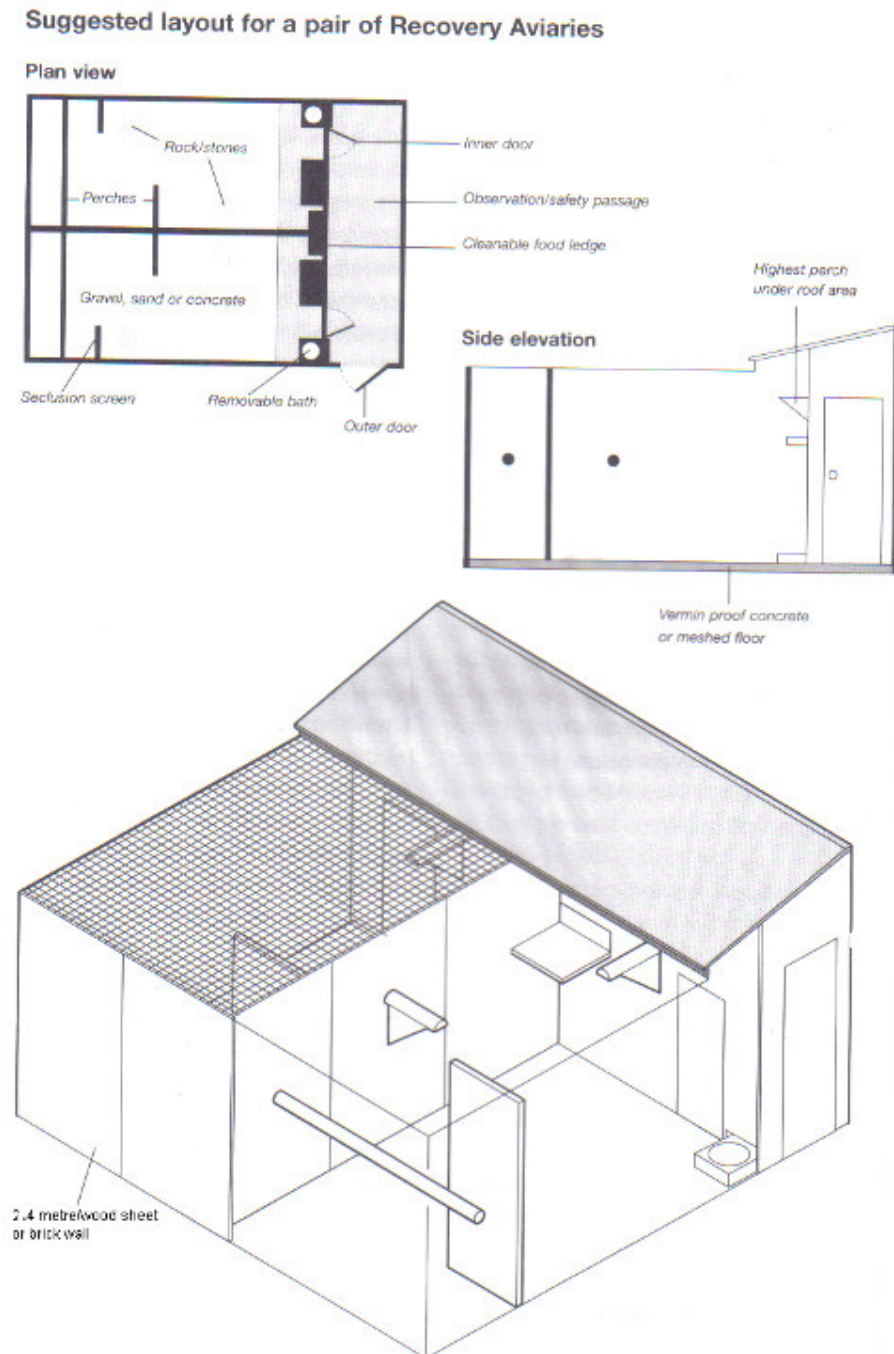 Suggested layout for a pair of Recovery Aviaries
Plan view
Rock/stones
Perches
Gravel, sand or concrete
Seclusion screen
Removable bath
Outer door
Inner door
Observation/safety passage
Cleanable food ledge
Highest perch
under roof area
Side elevation
Vermin proof concrete
or meshed floor
2.4 metre/wood sheet
or brick wall